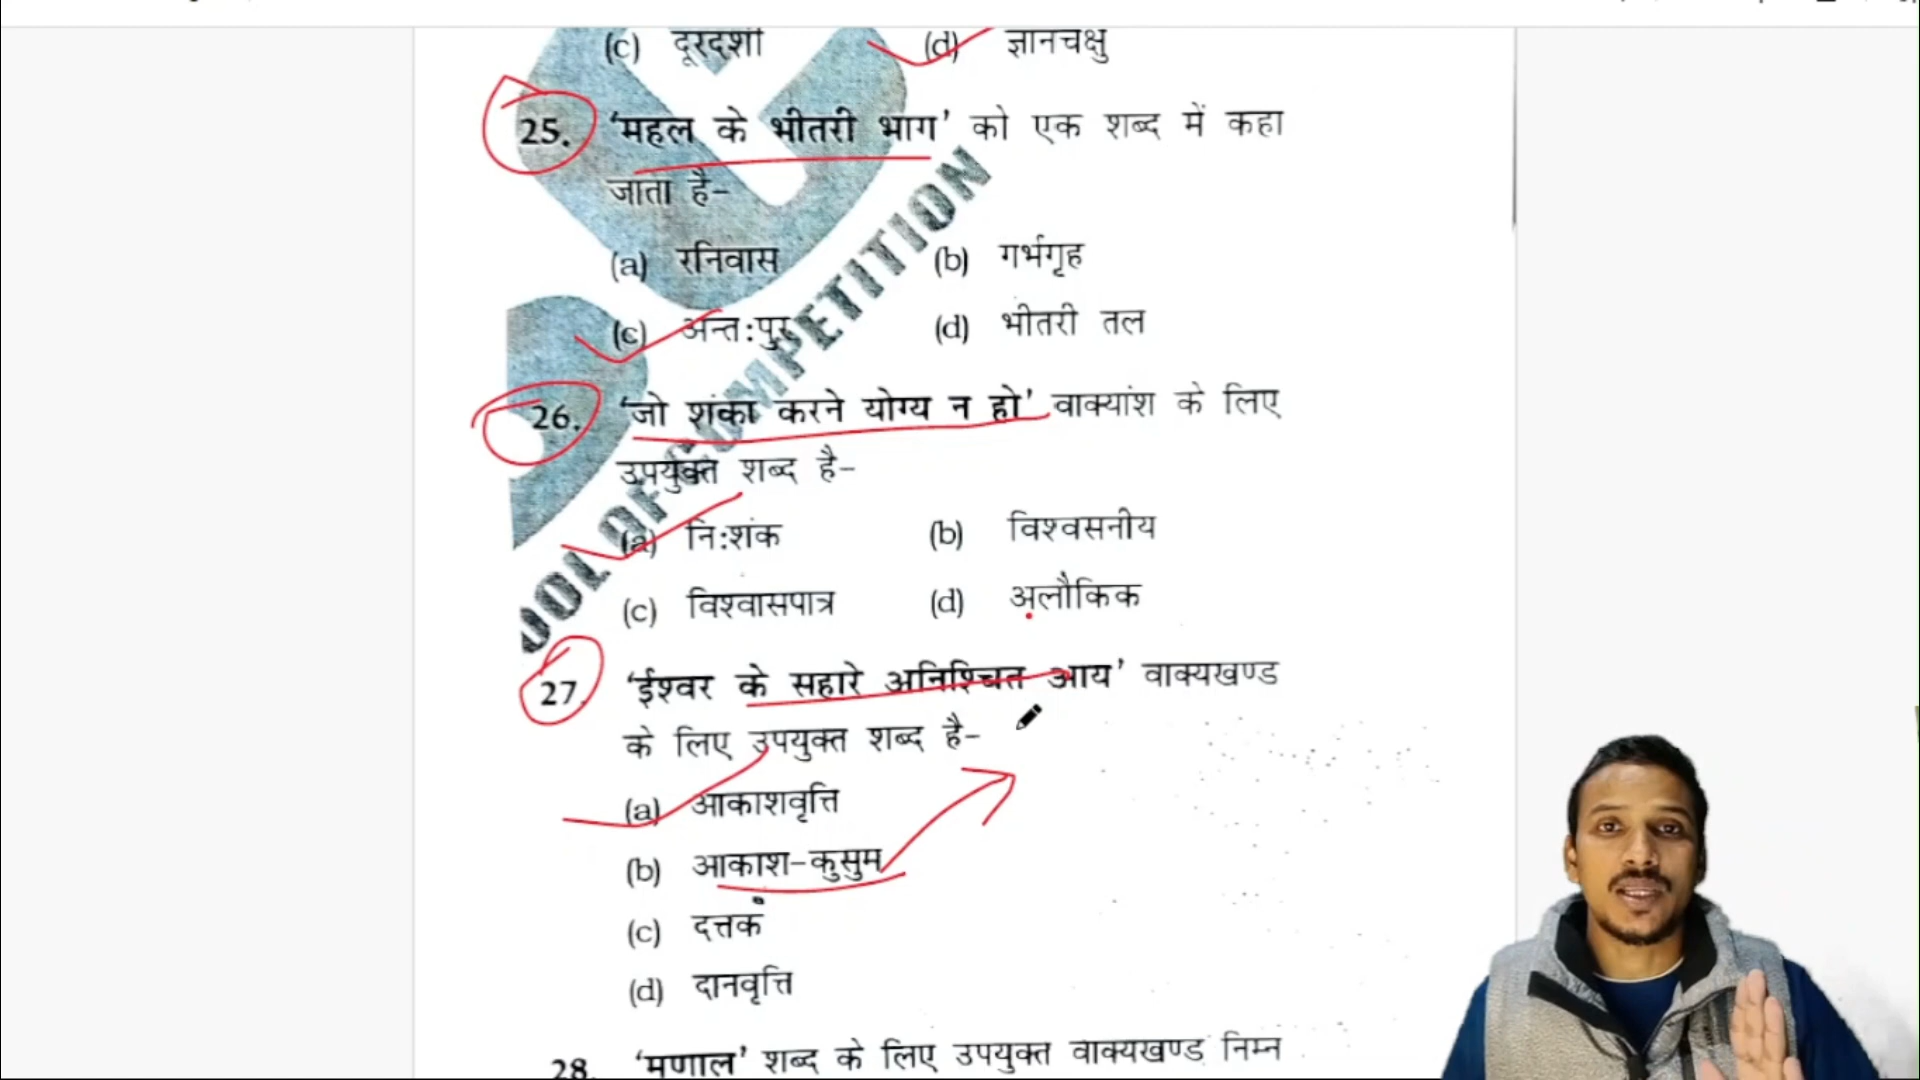 (c) दूरदर्शी (d) ज्ञानचक्षु
25. ‘महल के भीतरी भाग’ को एक शब्द में कहा
जाता है-
(a) रनिवास (b) गर्भगृह
(c) अन्त:पुर (d) भीतरी तल
26. ‘जो शंका करने योग्य न हो’ वाक्यांश के लिए
उपयुक्त शब्द है-
(a) नि:शंक (b) विश्वसनीय
(c) विश्वासपात्र (d) अलौकिक
27. ‘ईश्वर के सहारे अनिश्चित आय’ वाक्यखण्ड
के लिए उपयुक्त शब्द है-
(a) आकाशवृत्ति
(b) आकाश-कुसुम
(c) दत्तक
(d) दानवृत्ति
28. ‘मृणाल’ शब्द के लिए उपयुक्त वाक्यखण्ड निम्न
OF COMPETITION